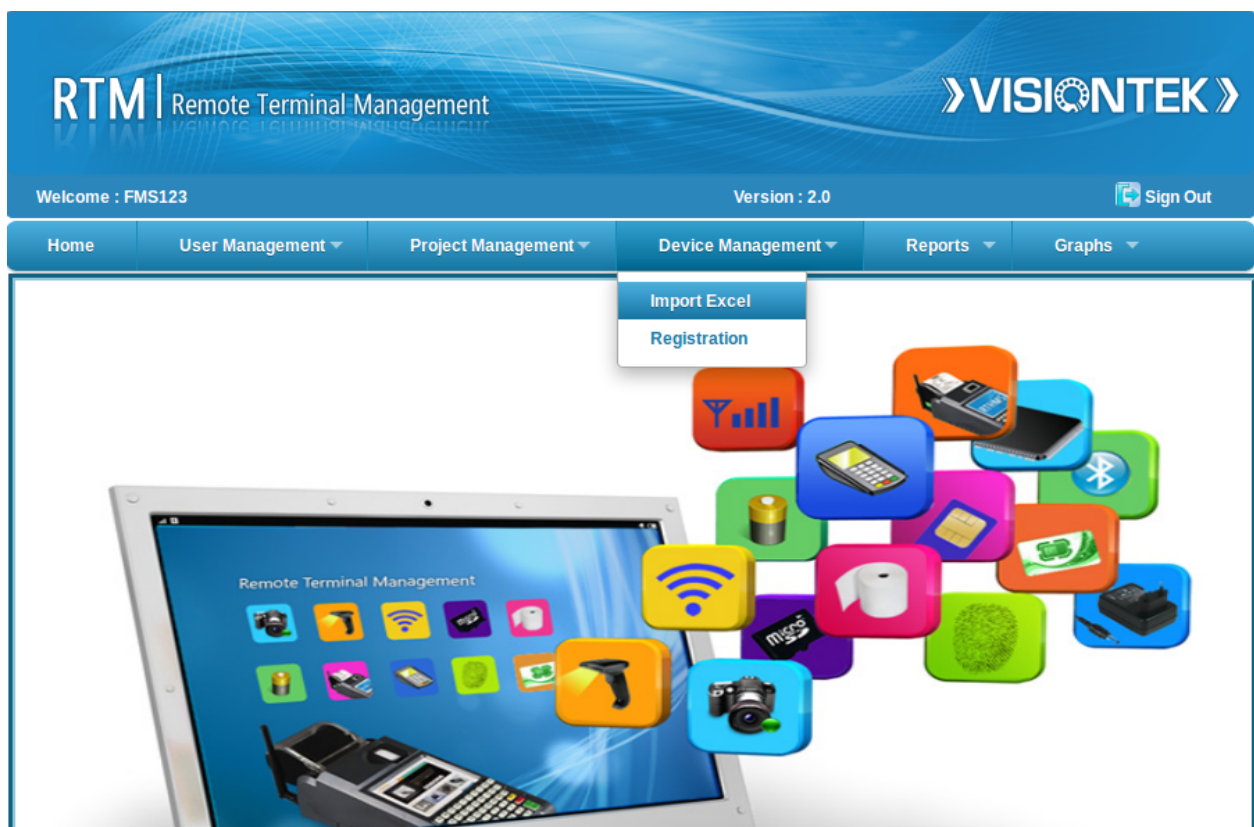 RTM Remote Terminal Management
VISIONTEK
Welcome : FMS123
Version : 2.0
Sign Out
Home
User Management
Project Management
Device Management
Reports
Graphs
Import Excel
Registration
Remote Terminal Management
micro
SD